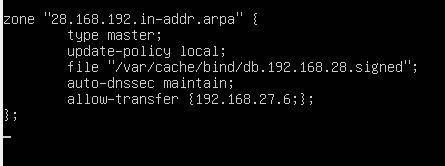 zone "28.168.192.in-addr.arpa" {
        type master;
        update-policy local;
        file "/var/cache/bind/db.192.168.28.signed";
        auto-dnssec maintain;
        allow-transfer {192.168.27.6;};
};